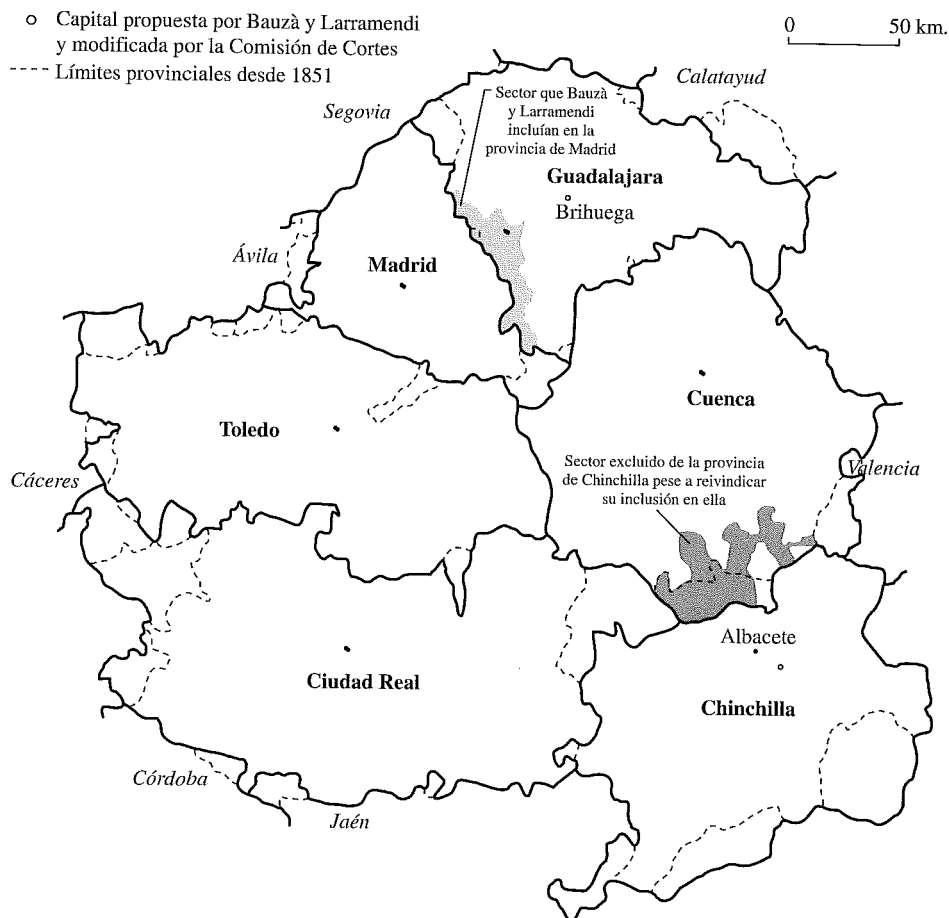 Capital propuesta por Bauzà y Larramendi
y modificada por la Comisión de Cortes
Límites provinciales desde 1851
0 50 km.
Calatayud
Segovia
Sector que Bauzà
y Larramendi
incluían en la
provincia de Madrid
Guadalajara
Brihuega
Ávila
Madrid
Cuenca
Toledo
Cáceres
Valencia
Sector excluido de la provincia
de Chinchilla pese a reivindicar
su inclusión en ella
Albacete
Ciudad Real
Chinchilla
Córdoba
Jaén